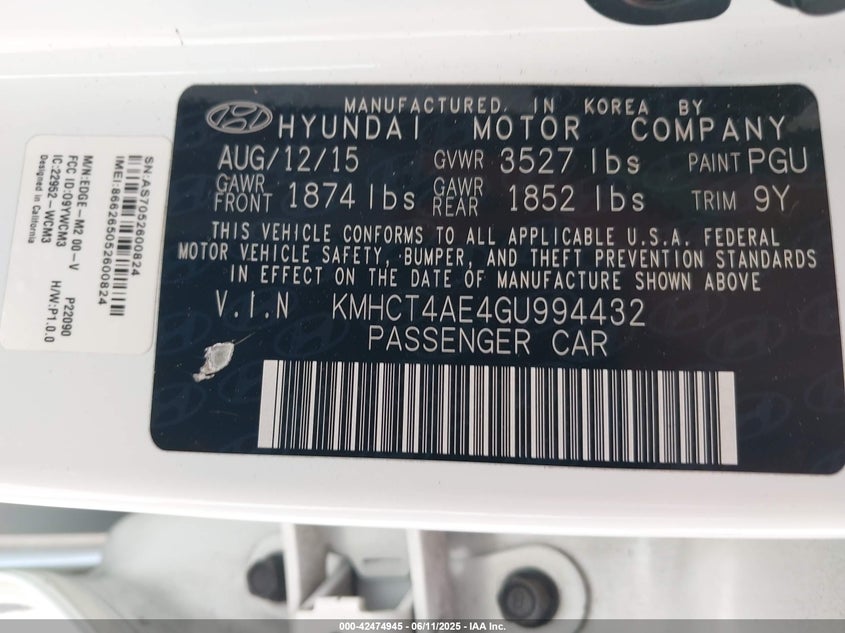 MANUFACTURED. IN KOREA BY
HYUNDAI MOTOR COMPANY
AUG/12/15 GVWR 3527 lbs PAINT PGU
GAWR FRONT 1874 lbs GAWR REAR 1852 lbs TRIM 9Y
THIS VEHICLE CONFORMS TO ALL APPLICABLE U.S.A. FEDERAL
MOTOR VEHICLE SAFETY, BUMPER, AND THEFT PREVENTION STANDARDS
IN EFFECT ON THE DATE OF MANUFACTURE SHOWN ABOVE
V.I.N KMHCT4AE4GU994432
PASSENGER CAR
SN:AS7052600824
IMEI:866265052600824
M/N:EDGE-M2 00-V P22090
FCC ID:09YWCM3 H/W:P1.0.0
IC:22952-WCM3
Designed in California
000-42474945 - 06/11/2025 - IAA Inc.